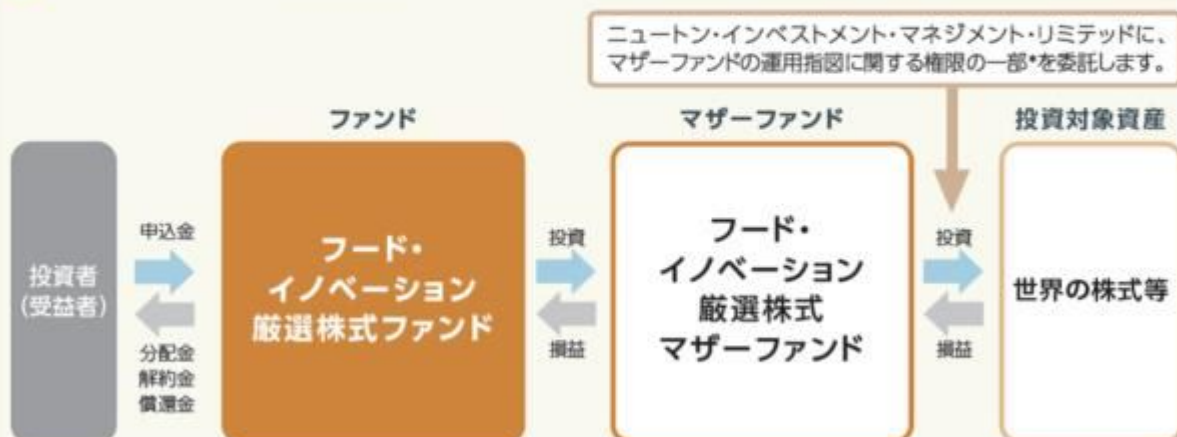 ニュートン・インベストメント・マネジメント・リミテッドに、
マザーファンドの運用指図に関する権限の一部*を委託します。
ファンド
マザーファンド
投資対象資産
投資者
(受益者)
申込金
分配金
解約金
償還金
フード・
イノベーション
厳選株式ファンド
投資
損益
フード・
イノベーション
厳選株式
マザーファンド
投資
損益
世界の株式等